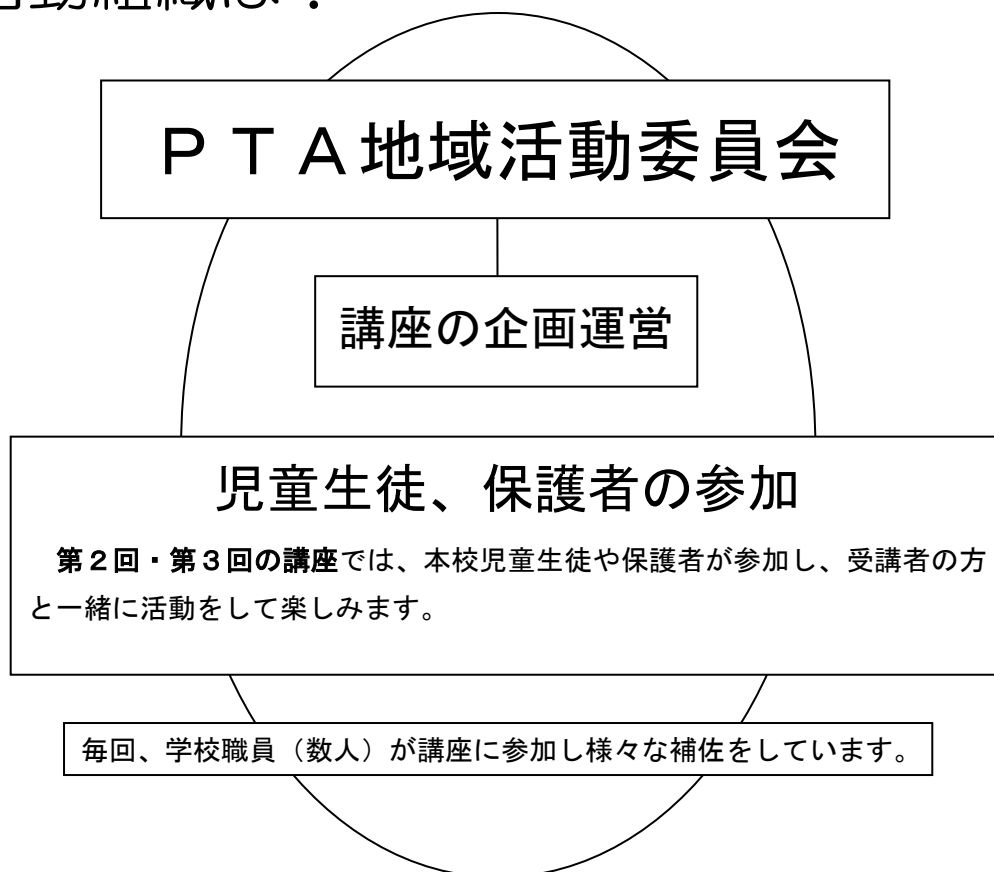 活動組織は？
ＰＴＡ地域活動委員会
講座の企画運営
児童生徒、保護者の参加
第２回・第３回の講座では、本校児童生徒や保護者が参加し、受講者の方
と一緒に活動をして楽しみます。
毎回、学校職員（数人）が講座に参加し様々な補佐をしています。